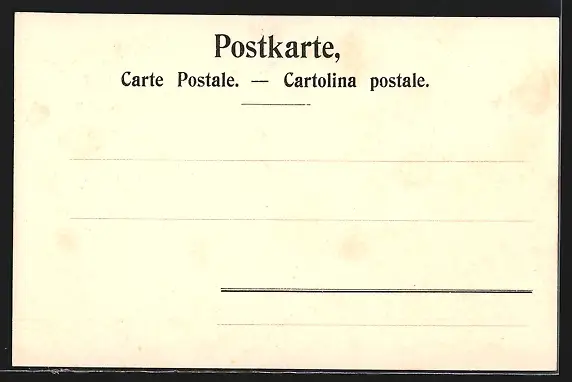 Postkarte,
Carte Postale. — Cartolina postale.